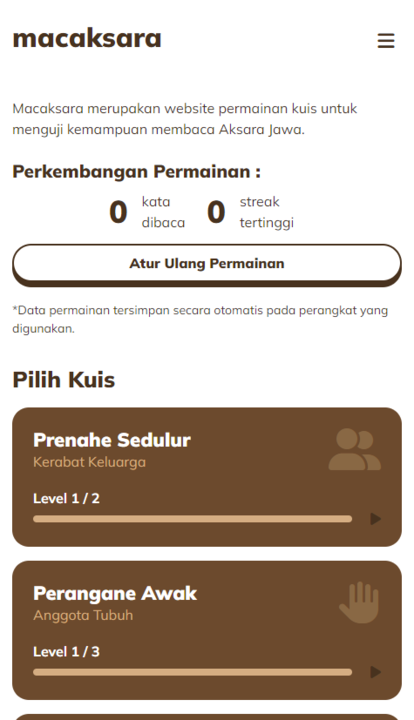 macaksara
Macaksara merupakan website permainan kuis untuk
menguji kemampuan membaca Aksara Jawa.
Perkembangan Permainan :
0 kata dibaca 0 streak tertinggi
Atur Ulang Permainan
*Data permainan tersimpan secara otomatis pada perangkat yang
digunakan.
Pilih Kuis
Prenahe Sedulur
Kerabat Keluarga
Level 1 / 2
Perangane Awak
Anggota Tubuh
Level 1 / 3